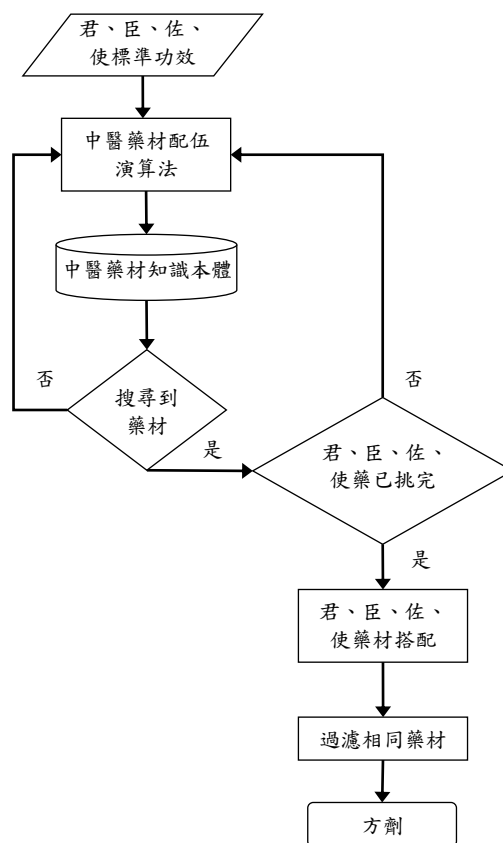 君、臣、佐、
使標準功效
中醫藥材配伍
演算法
中醫藥材知識本體
否
搜尋到
藥材
是
否
君、臣、佐、
使藥已挑完
是
君、臣、佐、
使藥材搭配
過濾相同藥材
方劑